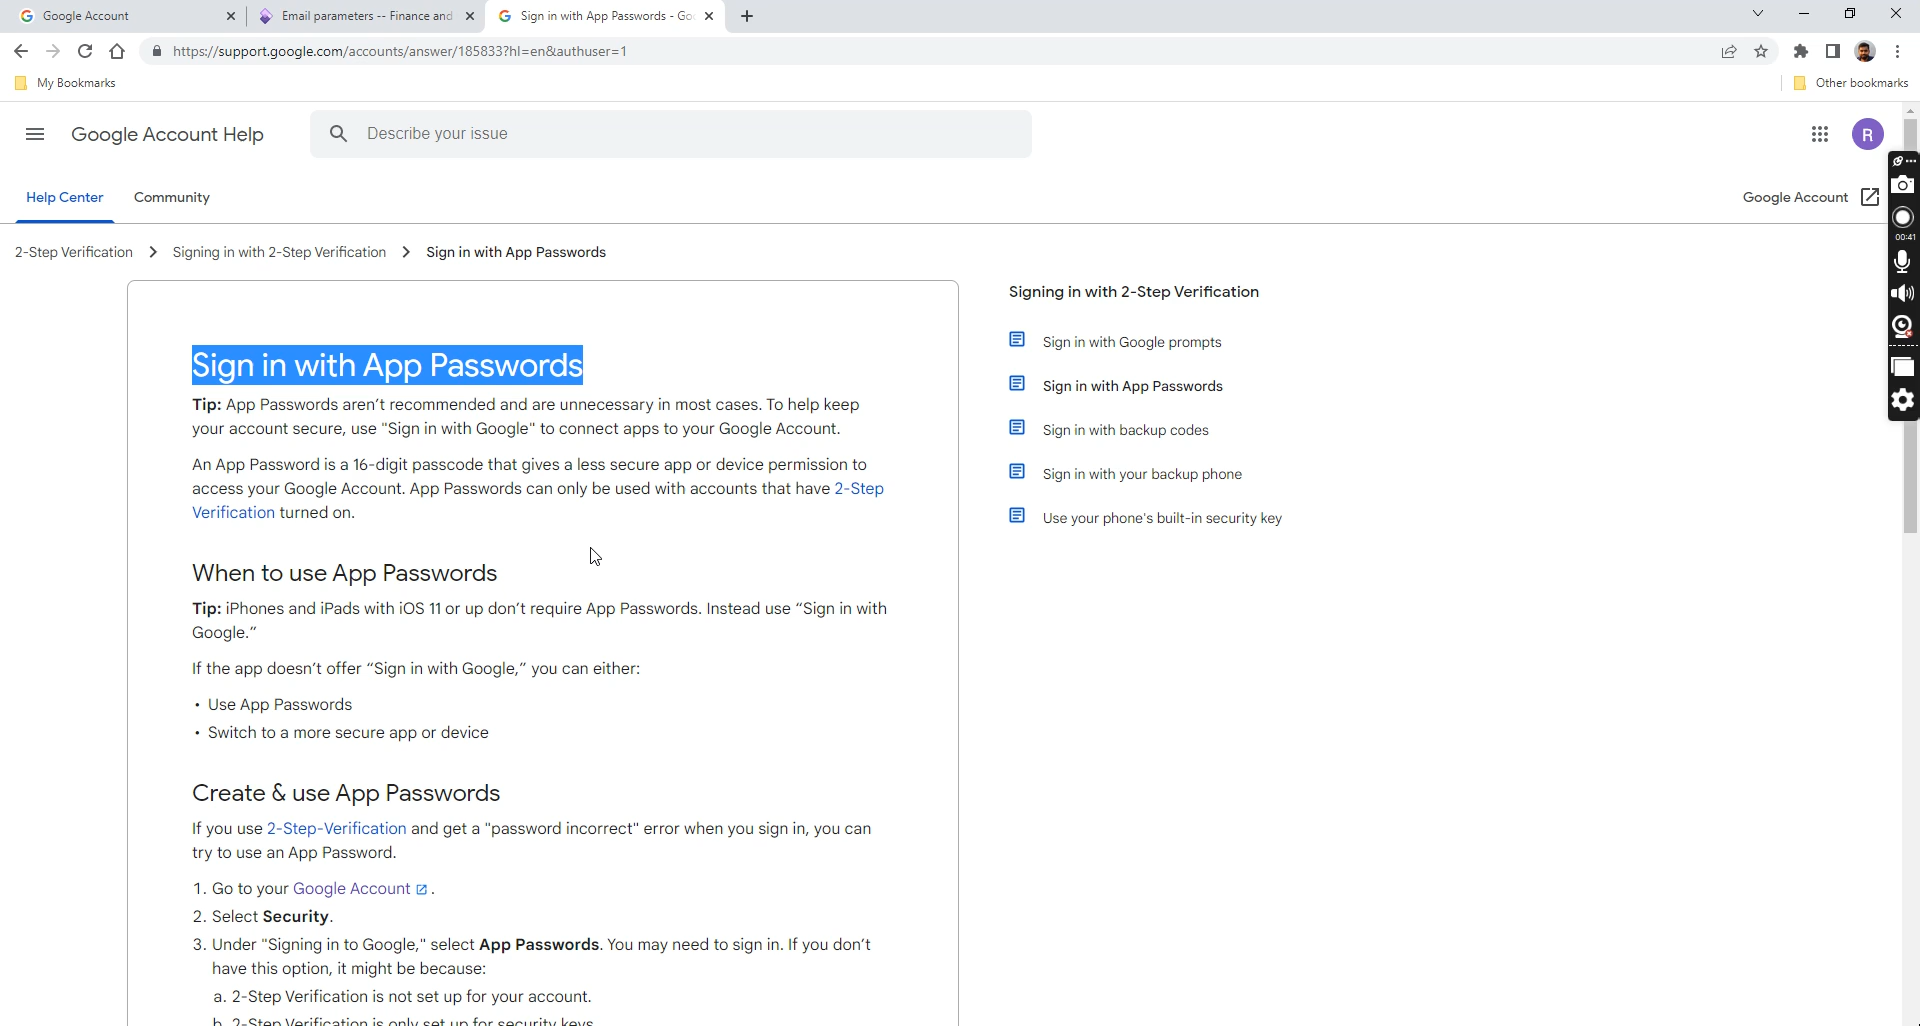 Google Account
Email parameters -- Finance and
Sign in with App Passwords - Go
https://support.google.com/accounts/answer/185833?hl=en&authuser=1
My Bookmarks
Other bookmarks
Google Account Help
Describe your issue
R
Help Center
Community
Google Account
00:41
2-Step Verification
Signing in with 2-Step Verification
Sign in with App Passwords
Sign in with App Passwords
Tip: App Passwords aren't recommended and are unnecessary in most cases. To help keep
your account secure, use "Sign in with Google" to connect apps to your Google Account.
An App Password is a 16-digit passcode that gives a less secure app or device permission to
access your Google Account. App Passwords can only be used with accounts that have 2-Step
Verification turned on.
When to use App Passwords
Tip: iPhones and iPads with iOS 11 or up don't require App Passwords. Instead use “Sign in with
Google.”
If the app doesn't offer “Sign in with Google,” you can either:
• Use App Passwords
• Switch to a more secure app or device
Create & use App Passwords
If you use 2-Step-Verification and get a "password incorrect" error when you sign in, you can
try to use an App Password.
1. Go to your Google Account .
2. Select Security.
3. Under "Signing in to Google," select App Passwords. You may need to sign in. If you don't
have this option, it might be because:
a. 2-Step Verification is not set up for your account.
b. 2-Step Verification is only set up for security keys.
Signing in with 2-Step Verification
Sign in with Google prompts
Sign in with App Passwords
Sign in with backup codes
Sign in with your backup phone
Use your phone's built-in security key